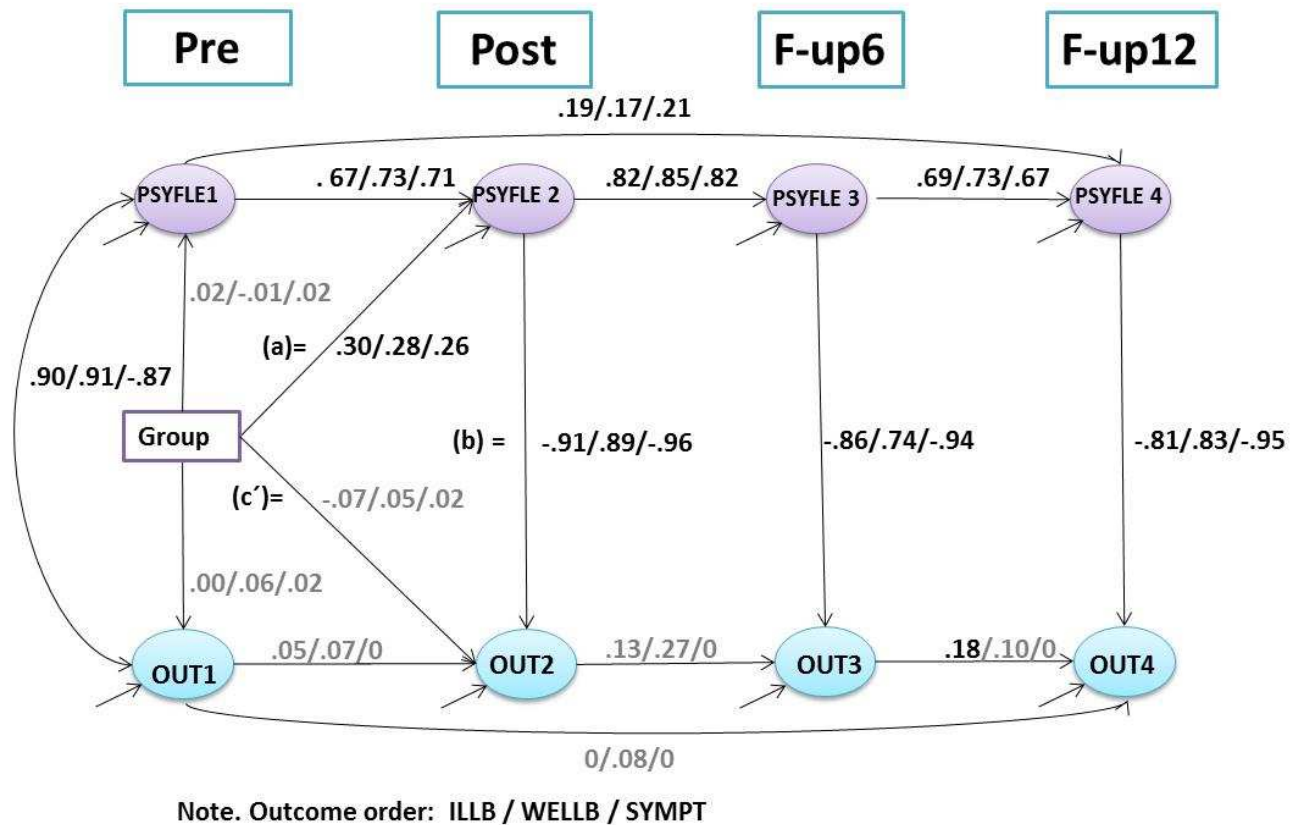 Pre Post F-up6 F-up12
.19/.17/.21
PSYFLE1 . 67/.73/.71 PSYFLE 2 .82/.85/.82 PSYFLE 3 .69/.73/.67 PSYFLE 4
.02/-.01/.02
(a)= .30/.28/.26
.90/.91/-.87
Group (b) = -.91/.89/-.96 -.86/.74/-.94 -.81/.83/-.95
(c´)= -.07/.05/.02
.00/.06/.02
OUT1 .05/.07/0 OUT2 .13/.27/0 OUT3 .18/.10/0 OUT4
0/.08/0
Note. Outcome order: ILLB / WELLB / SYMPT